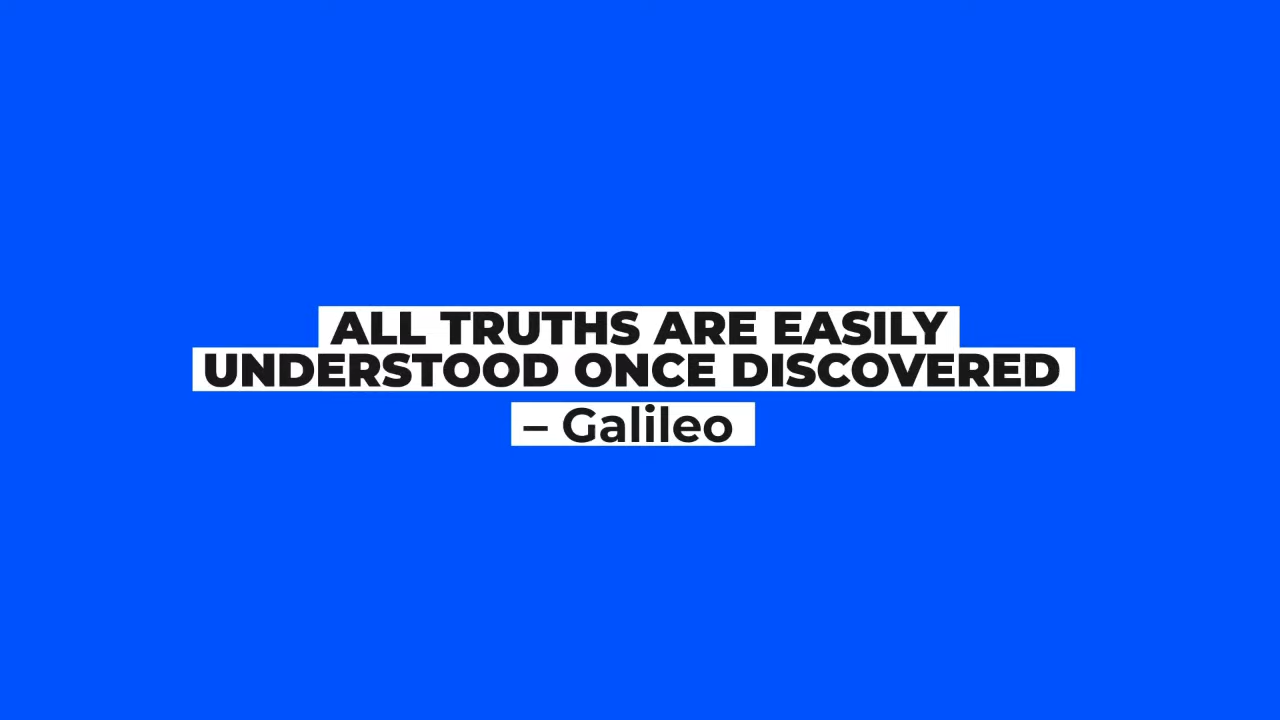 ALL TRUTHS ARE EASILY
UNDERSTOOD ONCE DISCOVERED
– Galileo